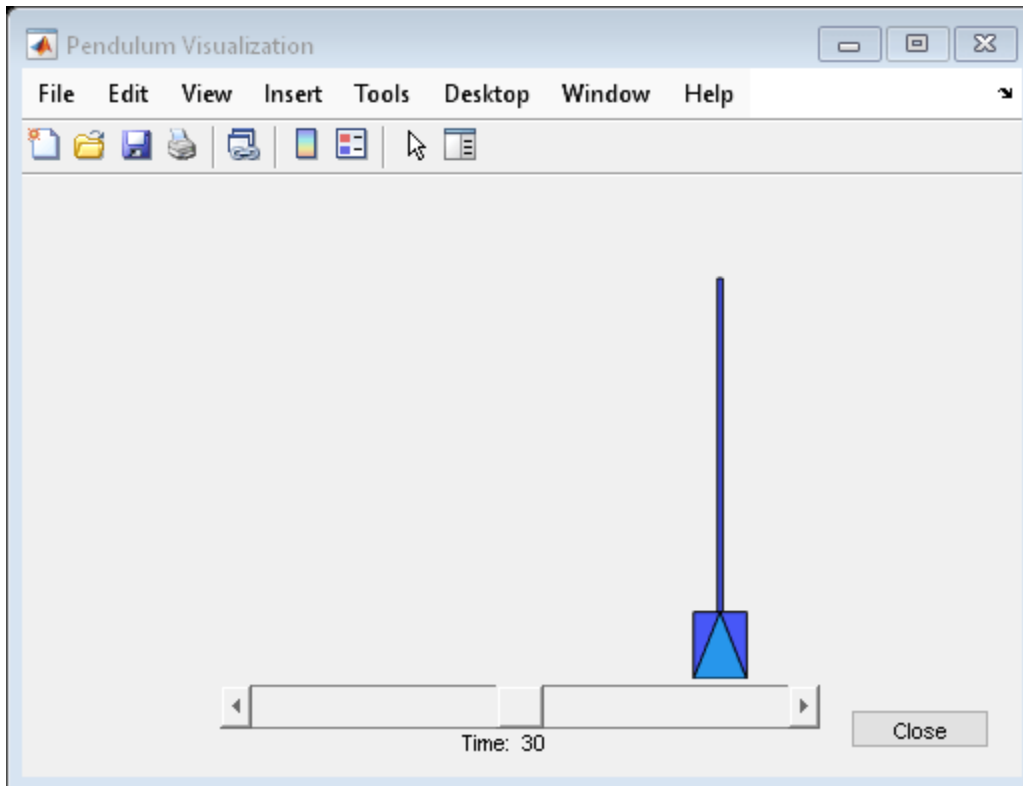 Pendulum Visualization
File Edit View Insert Tools Desktop Window Help
Time: 30
Close